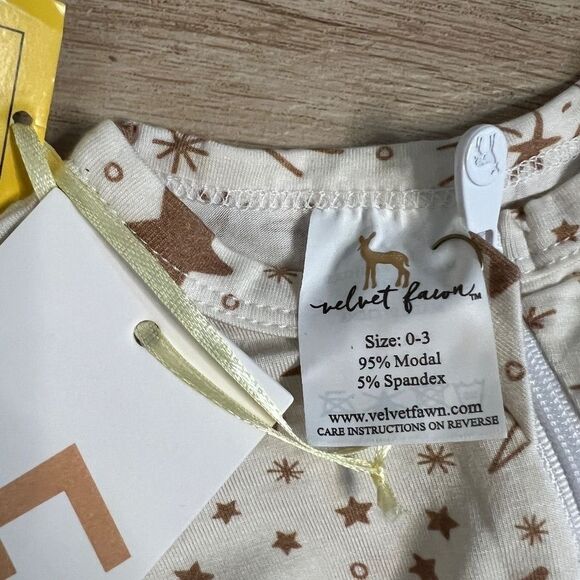 velvet fawn™
Size: 0-3
95% Modal
5% Spandex
www.velvetfawn.com
CARE INSTRUCTIONS ON REVERSE